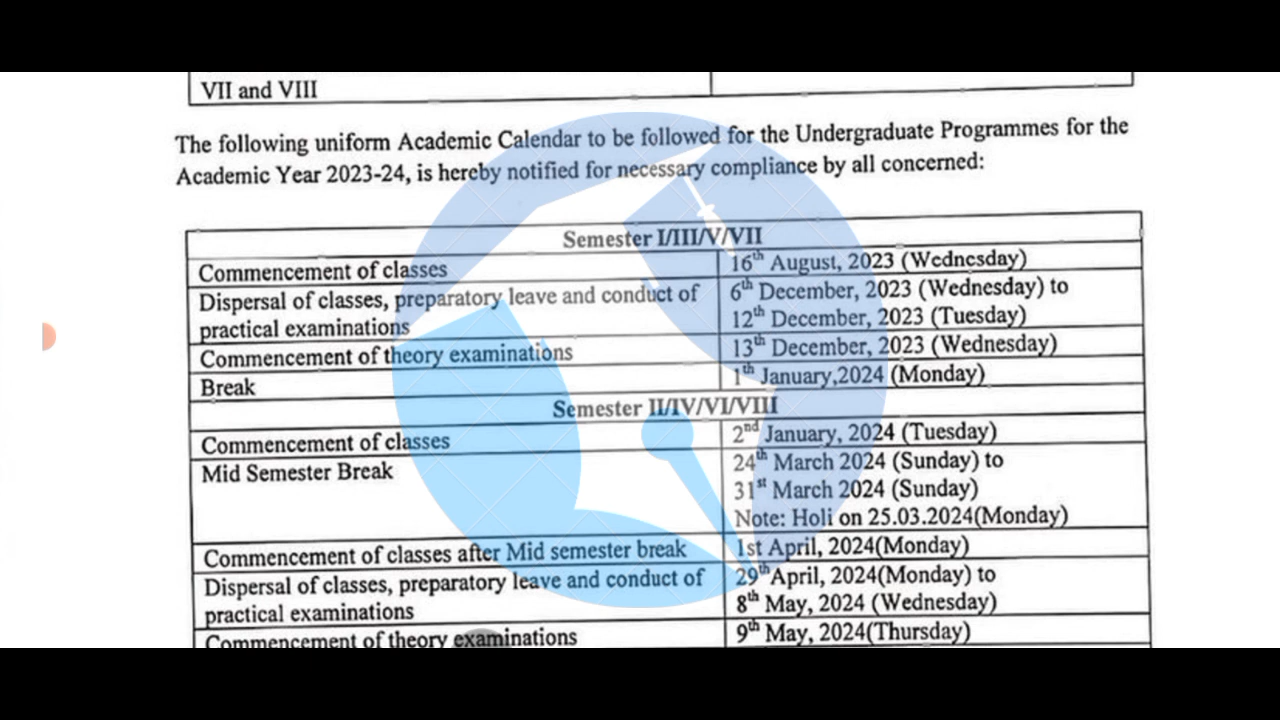 VII and VIII
The following uniform Academic Calendar to be followed for the Undergraduate Programmes for the
Academic Year 2023-24, is hereby notified for necessary compliance by all concerned:
Semester I/III/V/VII
Commencement of classes
16th August, 2023 (Wednesday)
Dispersal of classes, preparatory leave and conduct of
practical examinations
6th December, 2023 (Wednesday) to
12th December, 2023 (Tuesday)
Commencement of theory examinations
13th December, 2023 (Wednesday)
Break
1th January,2024 (Monday)
Semester II/IV/VI/VIII
Commencement of classes
2nd January, 2024 (Tuesday)
Mid Semester Break
24th March 2024 (Sunday) to
31st March 2024 (Sunday)
Note: Holi on 25.03.2024(Monday)
Commencement of classes after Mid semester break
1st April, 2024(Monday)
Dispersal of classes, preparatory leave and conduct of
practical examinations
29th April, 2024(Monday) to
8th May, 2024 (Wednesday)
Commencement of theory examinations
9th May, 2024(Thursday)